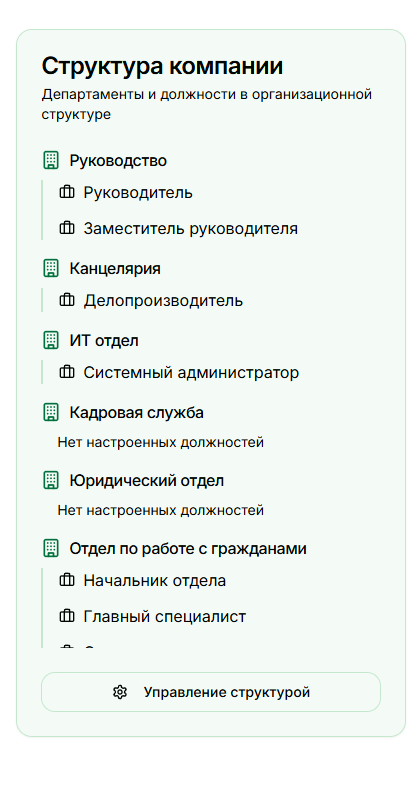 Структура компании
Департаменты и должности в организационной
структуре
Руководство
Руководитель
Заместитель руководителя
Канцелярия
Делопроизводитель
ИТ отдел
Системный администратор
Кадровая служба
Нет настроенных должностей
Юридический отдел
Нет настроенных должностей
Отдел по работе с гражданами
Начальник отдела
Главный специалист
Управление структурой